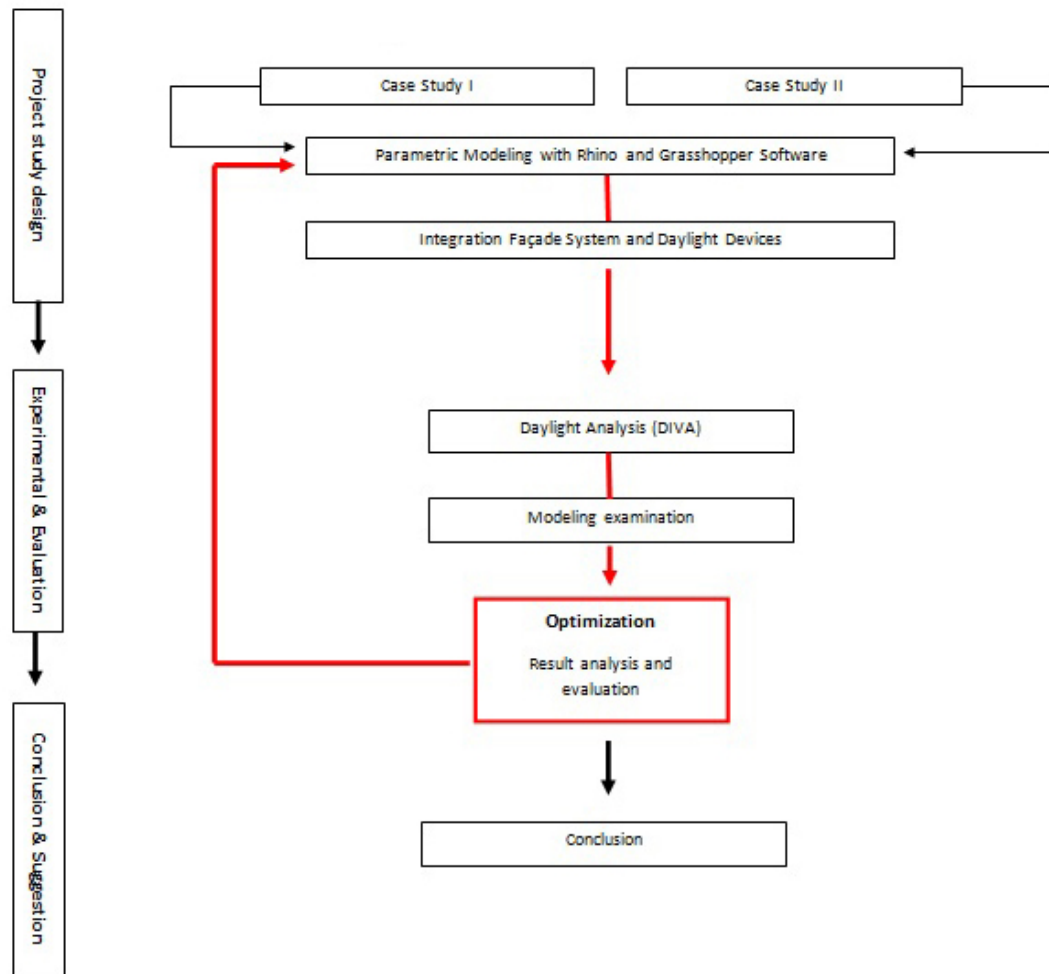 Project study design
Experimental & Evaluation
Conclusion & Suggestion
Case Study I
Case Study II
Parametric Modeling with Rhino and Grasshopper Software
Integration Façade System and Daylight Devices
Daylight Analysis (DIVA)
Modeling examination
Optimization
Result analysis and
evaluation
Conclusion